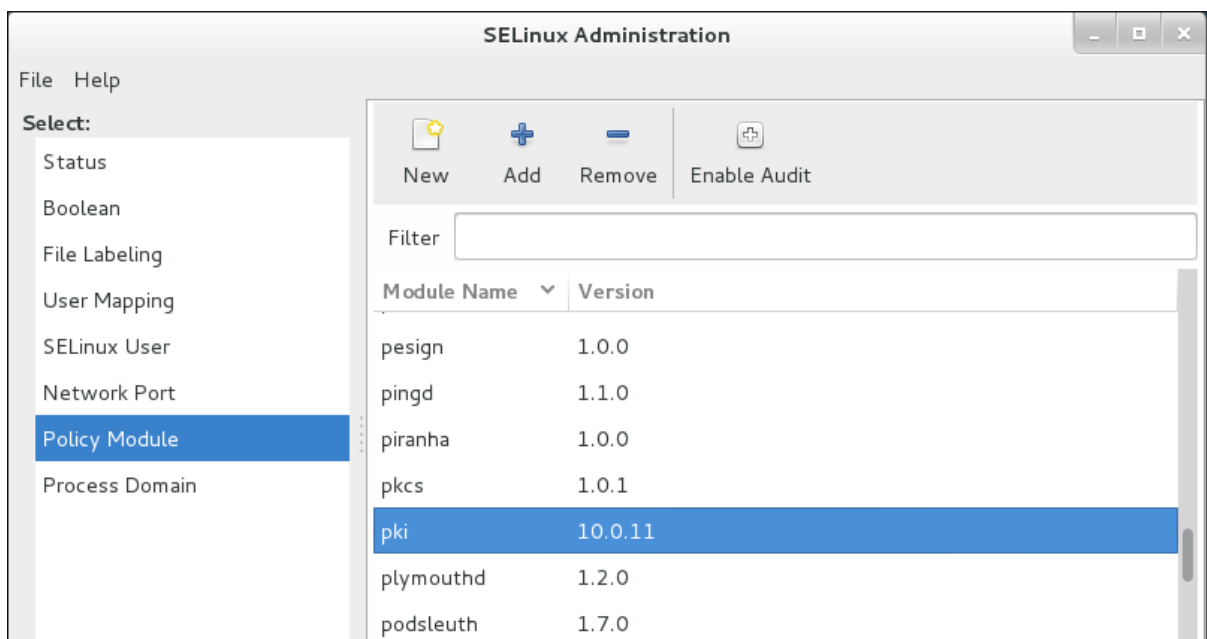 SELinux Administration
File Help
Select:
Status
Boolean
File Labeling
User Mapping
SELinux User
Network Port
Policy Module
Process Domain
New Add Remove Enable Audit
Filter
Module Name Version
pesign 1.0.0
pingd 1.1.0
piranha 1.0.0
pkcs 1.0.1
pki 10.0.11
plymouthd 1.2.0
podsleuth 1.7.0